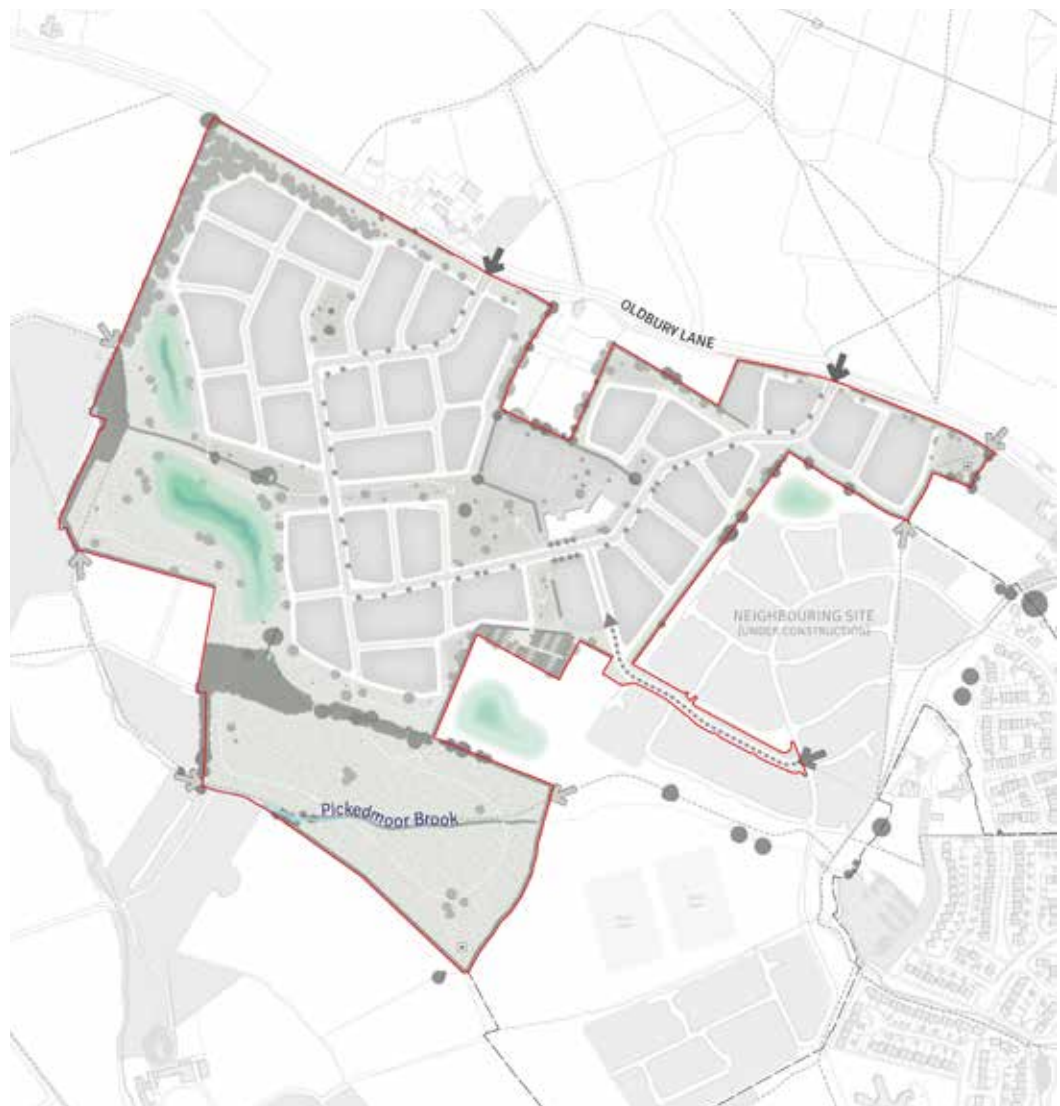 OLDBURY LANE
NEIGHBOURING SITE
(UNDER CONSTRUCTION)
Pickedmoor Brook